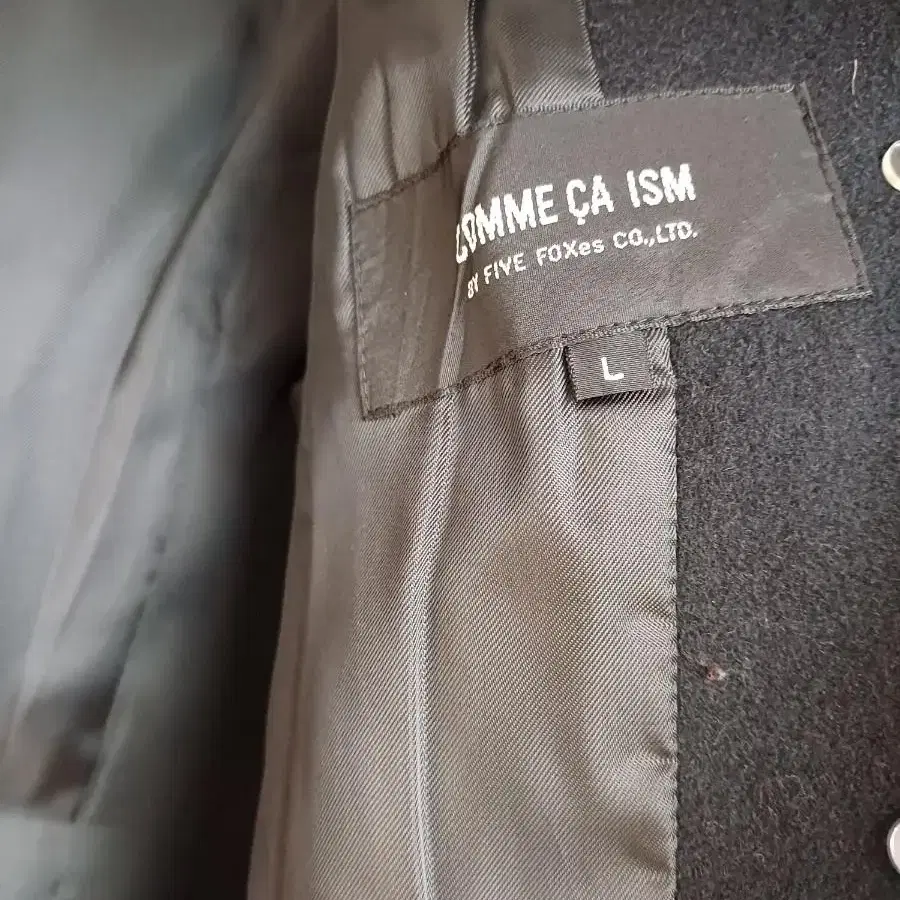 COMME ÇA ISM
BY FIVE FOXes CO.,LTD.
L